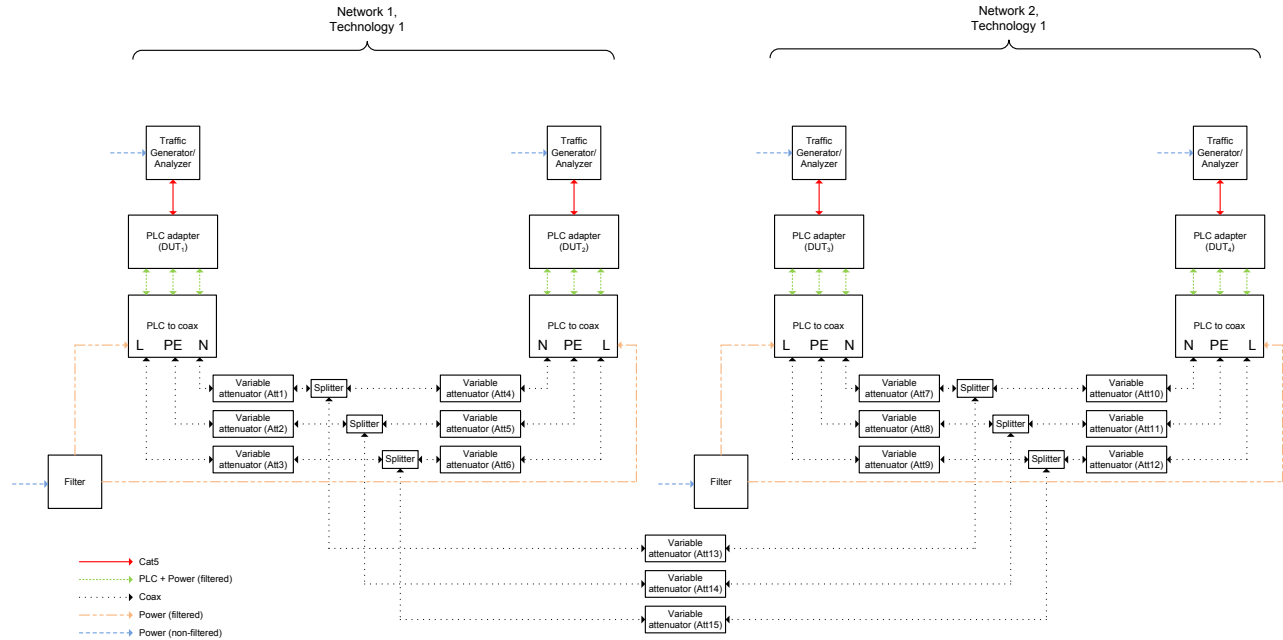 Network 1,
Technology 1
Network 2,
Technology 1
Traffic
Generator/
Analyzer
Traffic
Generator/
Analyzer
Traffic
Generator/
Analyzer
Traffic
Generator/
Analyzer
PLC adapter
(DUT1)
PLC adapter
(DUT2)
PLC adapter
(DUT3)
PLC adapter
(DUT4)
PLC to coax
L PE N
PLC to coax
N PE L
PLC to coax
L PE N
PLC to coax
N PE L
Variable
attenuator (Att1)
Splitter
Variable
attenuator (Att4)
Variable
attenuator (Att7)
Splitter
Variable
attenuator (Att10)
Variable
attenuator (Att2)
Splitter
Variable
attenuator (Att5)
Variable
attenuator (Att8)
Splitter
Variable
attenuator (Att11)
Variable
attenuator (Att3)
Splitter
Variable
attenuator (Att6)
Variable
attenuator (Att9)
Splitter
Variable
attenuator (Att12)
Filter
Filter
Variable
attenuator (Att13)
Variable
attenuator (Att14)
Variable
attenuator (Att15)
Cat5
PLC + Power (filtered)
Coax
Power (filtered)
Power (non-filtered)